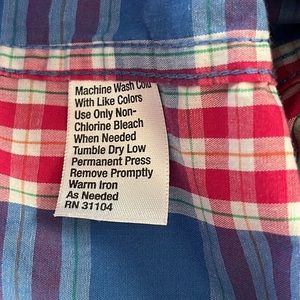 Machine Wash Cold
With Like Colors
Use Only Non-
Chlorine Bleach
When Needed
Tumble Dry Low
Permanent Press
Remove Promptly
Warm Iron
As Needed
RN 31104